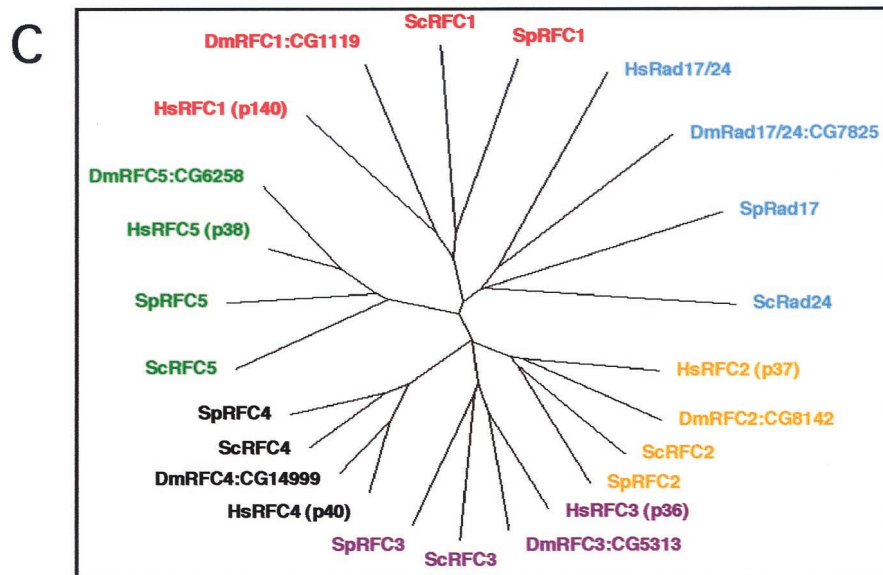 C
ScRFC1
DmRFC1:CG1119
SpRFC1
HsRad17/24
HsRFC1 (p140)
DmRad17/24:CG7825
DmRFC5:CG6258
SpRad17
HsRFC5 (p38)
SpRFC5
ScRad24
ScRFC5
HsRFC2 (p37)
SpRFC4
DmRFC2:CG8142
ScRFC4
ScRFC2
DmRFC4:CG14999
SpRFC2
HsRFC4 (p40)
HsRFC3 (p36)
SpRFC3
DmRFC3:CG5313
ScRFC3